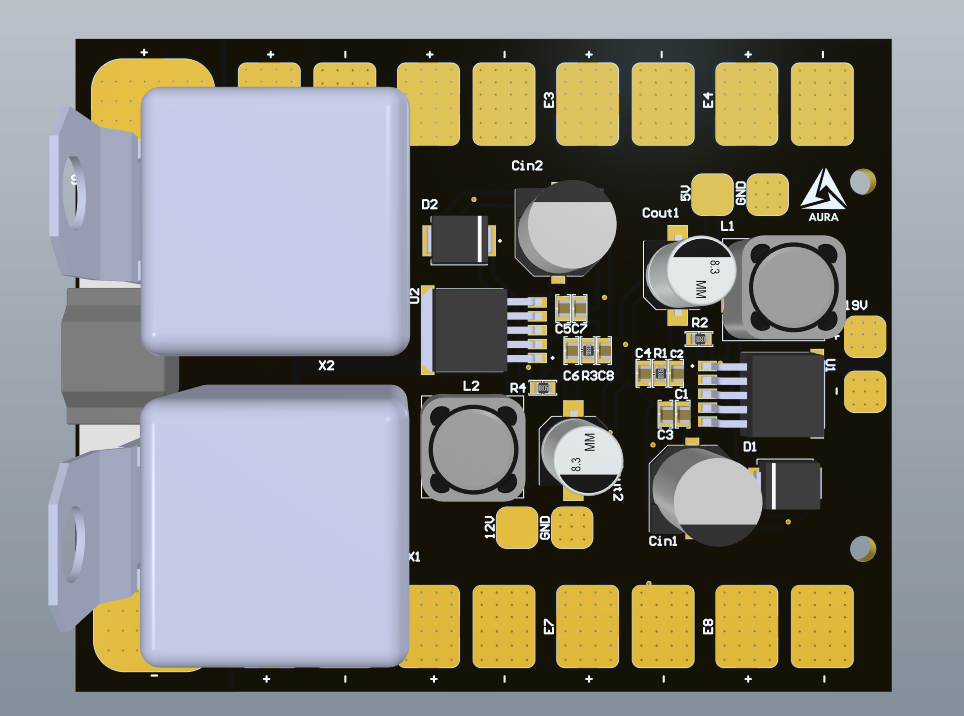 + + − + − + − + −
E3 E4
Cin2
5V GND
AURA
D2
Cout1
L1
8.3 MM
U2
19V
+
R2
C5C7
X2
C6 R3C8
C4 R1 C2
U1
L2
R4
C1
−
C3
D1
8.3 MM
12V GND
Cin1
X1
E7 E8
− + − + − + −